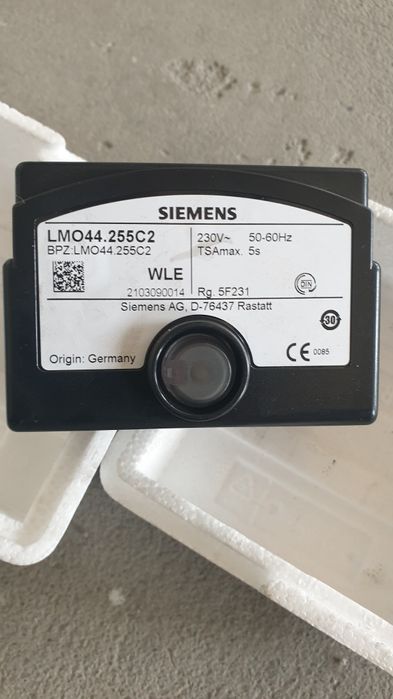 SIEMENS
LMO44.255C2 230V~ 50-60Hz
BPZ:LMO44.255C2 TSAmax. 5s
WLE
DIN
2103090014 Rg. 5F231
Siemens AG, D-76437 Rastatt
30
Origin: Germany
CE 0085